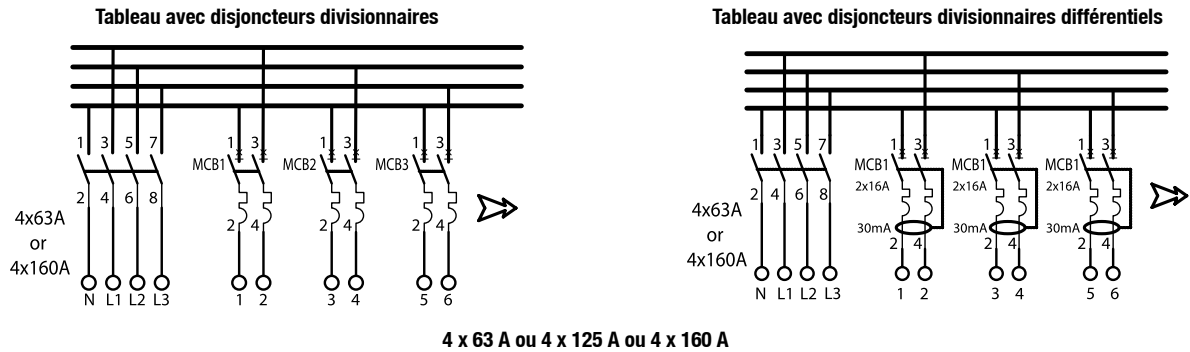 Tableau avec disjoncteurs divisionnaires
1 3 5 7
1 3
1 3
1 3
MCB1
MCB2
MCB3
2 4 6 8
2 4
2 4
2 4
4x63A
or
4x160A
N L1 L2 L3
1 2
3 4
5 6
Tableau avec disjoncteurs divisionnaires différentiels
1 3 5 7
1 3
1 3
1 3
MCB1
MCB1
MCB1
2x16A
2x16A
2x16A
2 4 6 8
4x63A
or
4x160A
30mA
30mA
30mA
2 4
2 4
2 4
N L1 L2 L3
1 2
3 4
5 6
4 x 63 A ou 4 x 125 A ou 4 x 160 A